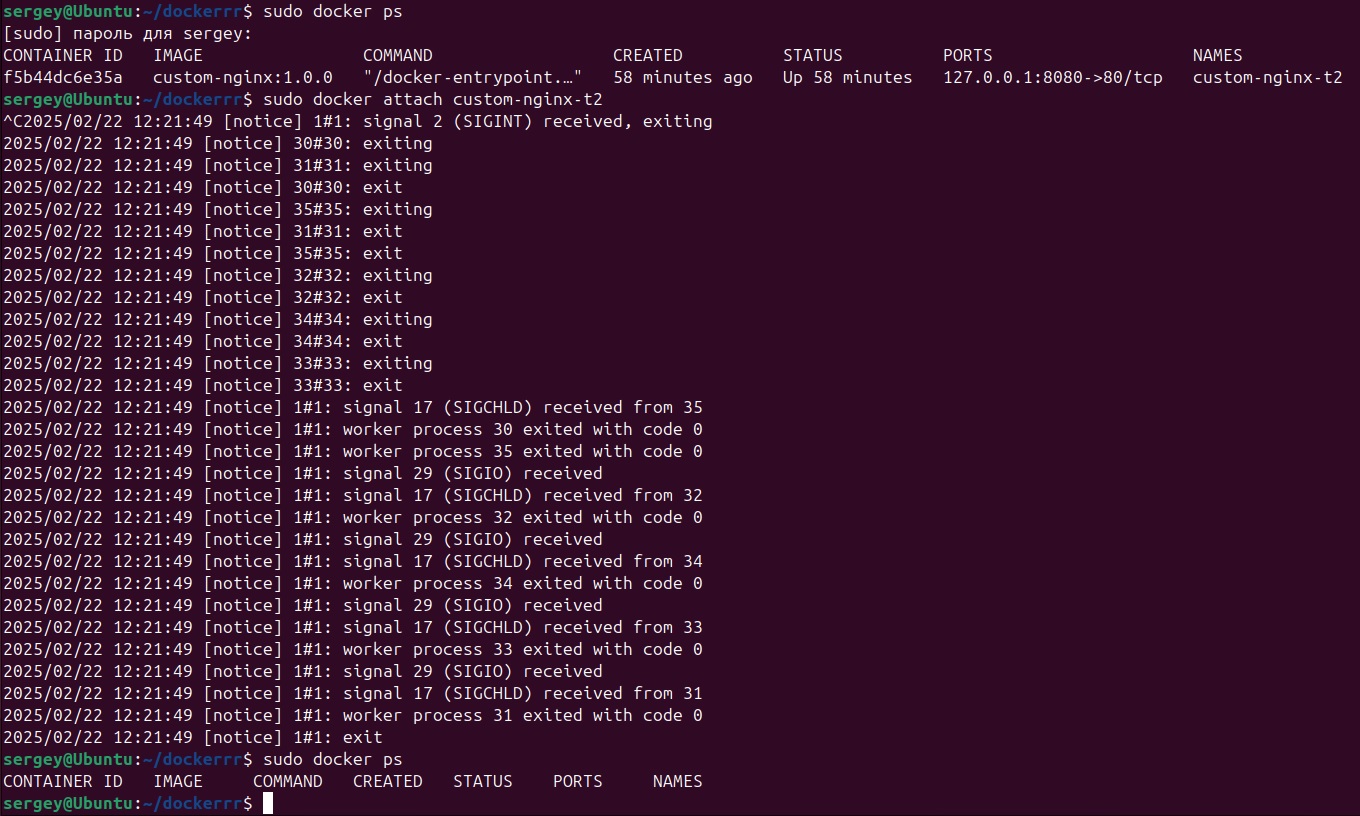 sergey@Ubuntu:~/dockerrr$ sudo docker ps
[sudo] пароль для sergey:
CONTAINER ID   IMAGE                COMMAND                  CREATED          STATUS          PORTS                    NAMES
f5b44dc6e35a   custom-nginx:1.0.0   "/docker-entrypoint.…"   58 minutes ago   Up 58 minutes   127.0.0.1:8080->80/tcp   custom-nginx-t2
sergey@Ubuntu:~/dockerrr$ sudo docker attach custom-nginx-t2
^C2025/02/22 12:21:49 [notice] 1#1: signal 2 (SIGINT) received, exiting
2025/02/22 12:21:49 [notice] 30#30: exiting
2025/02/22 12:21:49 [notice] 31#31: exiting
2025/02/22 12:21:49 [notice] 30#30: exit
2025/02/22 12:21:49 [notice] 35#35: exiting
2025/02/22 12:21:49 [notice] 31#31: exit
2025/02/22 12:21:49 [notice] 35#35: exit
2025/02/22 12:21:49 [notice] 32#32: exiting
2025/02/22 12:21:49 [notice] 32#32: exit
2025/02/22 12:21:49 [notice] 34#34: exiting
2025/02/22 12:21:49 [notice] 34#34: exit
2025/02/22 12:21:49 [notice] 33#33: exiting
2025/02/22 12:21:49 [notice] 33#33: exit
2025/02/22 12:21:49 [notice] 1#1: signal 17 (SIGCHLD) received from 35
2025/02/22 12:21:49 [notice] 1#1: worker process 30 exited with code 0
2025/02/22 12:21:49 [notice] 1#1: worker process 35 exited with code 0
2025/02/22 12:21:49 [notice] 1#1: signal 29 (SIGIO) received
2025/02/22 12:21:49 [notice] 1#1: signal 17 (SIGCHLD) received from 32
2025/02/22 12:21:49 [notice] 1#1: worker process 32 exited with code 0
2025/02/22 12:21:49 [notice] 1#1: signal 29 (SIGIO) received
2025/02/22 12:21:49 [notice] 1#1: signal 17 (SIGCHLD) received from 34
2025/02/22 12:21:49 [notice] 1#1: worker process 34 exited with code 0
2025/02/22 12:21:49 [notice] 1#1: signal 29 (SIGIO) received
2025/02/22 12:21:49 [notice] 1#1: signal 17 (SIGCHLD) received from 33
2025/02/22 12:21:49 [notice] 1#1: worker process 33 exited with code 0
2025/02/22 12:21:49 [notice] 1#1: signal 29 (SIGIO) received
2025/02/22 12:21:49 [notice] 1#1: signal 17 (SIGCHLD) received from 31
2025/02/22 12:21:49 [notice] 1#1: worker process 31 exited with code 0
2025/02/22 12:21:49 [notice] 1#1: exit
sergey@Ubuntu:~/dockerrr$ sudo docker ps
CONTAINER ID   IMAGE     COMMAND   CREATED   STATUS    PORTS     NAMES
sergey@Ubuntu:~/dockerrr$